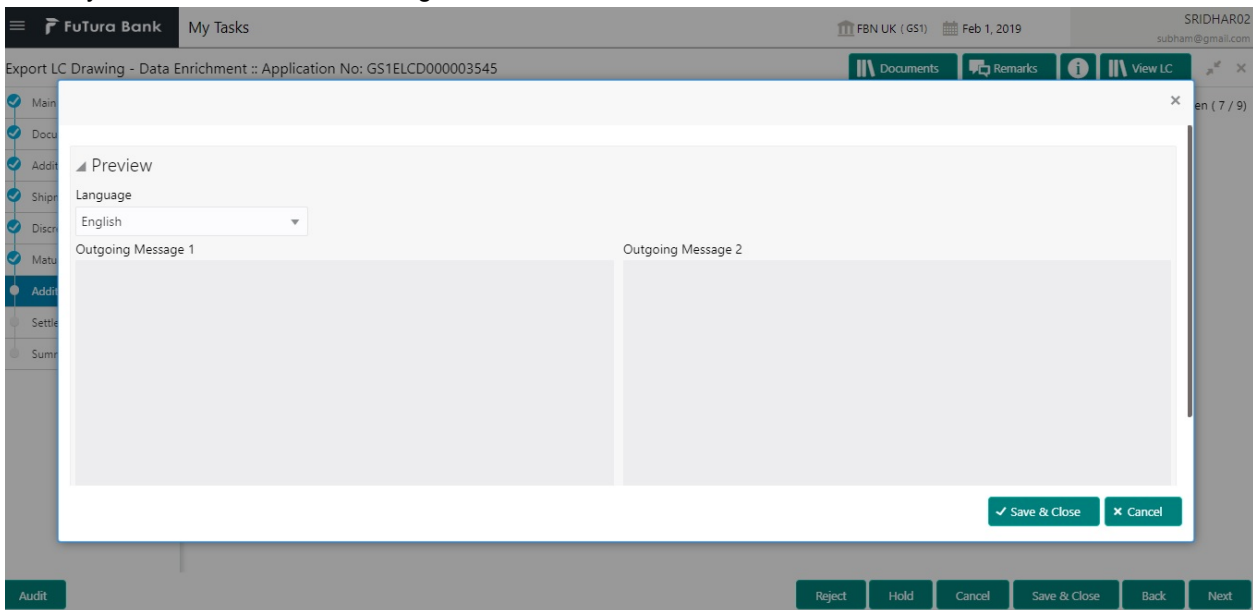 FuTura Bank
My Tasks
FBN UK ( GS1)
Feb 1, 2019
SRIDHAR02
subham@gmail.com
Export LC Drawing - Data Enrichment :: Application No: GS1ELCD000003545
Documents
Remarks
View LC
Main
Docu
Addit
Shipr
Discr
Matu
Addit
Settle
Sumr
en ( 7 / 9)
Preview
Language
English
Outgoing Message 1
Outgoing Message 2
Save & Close
Cancel
Audit
Reject
Hold
Cancel
Save & Close
Back
Next